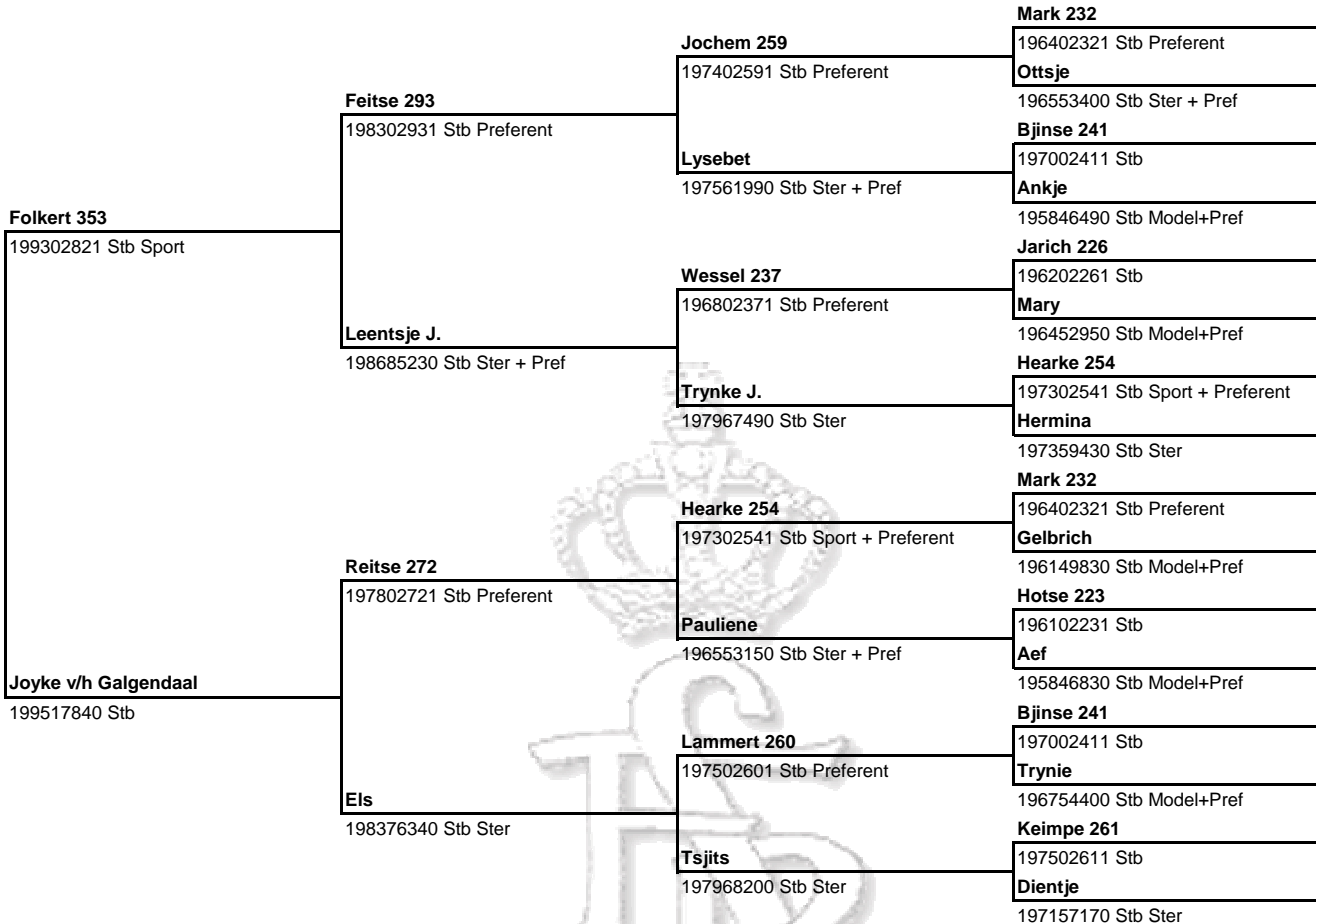 Mark 232
Jochem 259
196402321 Stb Preferent
197402591 Stb Preferent
Ottsje
Feitse 293
196553400 Stb Ster + Pref
198302931 Stb Preferent
Bjinse 241
Lysebet
197002411 Stb
197561990 Stb Ster + Pref
Ankje
Folkert 353
195846490 Stb Model+Pref
199302821 Stb Sport
Jarich 226
Wessel 237
196202261 Stb
196802371 Stb Preferent
Mary
Leentsje J.
196452950 Stb Model+Pref
198685230 Stb Ster + Pref
Hearke 254
Trynke J.
197302541 Stb Sport + Preferent
197967490 Stb Ster
Hermina
197359430 Stb Ster
Mark 232
Hearke 254
196402321 Stb Preferent
197302541 Stb Sport + Preferent
Gelbrich
Reitse 272
196149830 Stb Model+Pref
197802721 Stb Preferent
Hotse 223
Pauliene
196102231 Stb
196553150 Stb Ster + Pref
Aef
Joyke v/h Galgendaal
195846830 Stb Model+Pref
199517840 Stb
Bjinse 241
Lammert 260
197002411 Stb
197502601 Stb Preferent
Trynie
Els
196754400 Stb Model+Pref
198376340 Stb Ster
Keimpe 261
Tsjits
197502611 Stb
197968200 Stb Ster
Dientje
197157170 Stb Ster